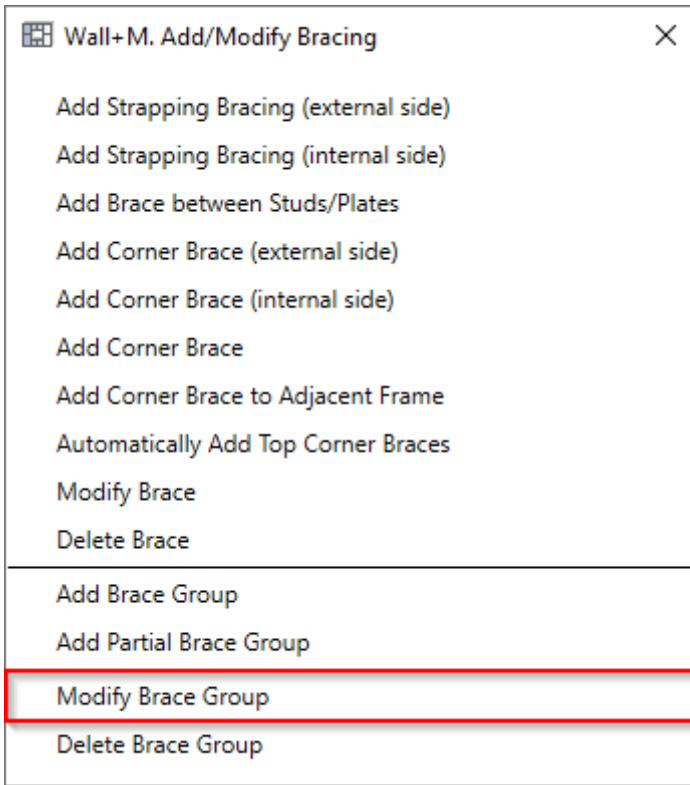 Wall+M. Add/Modify Bracing
Add Strapping Bracing (external side)
Add Strapping Bracing (internal side)
Add Brace between Studs/Plates
Add Corner Brace (external side)
Add Corner Brace (internal side)
Add Corner Brace
Add Corner Brace to Adjacent Frame
Automatically Add Top Corner Braces
Modify Brace
Delete Brace
Add Brace Group
Add Partial Brace Group
Modify Brace Group
Delete Brace Group